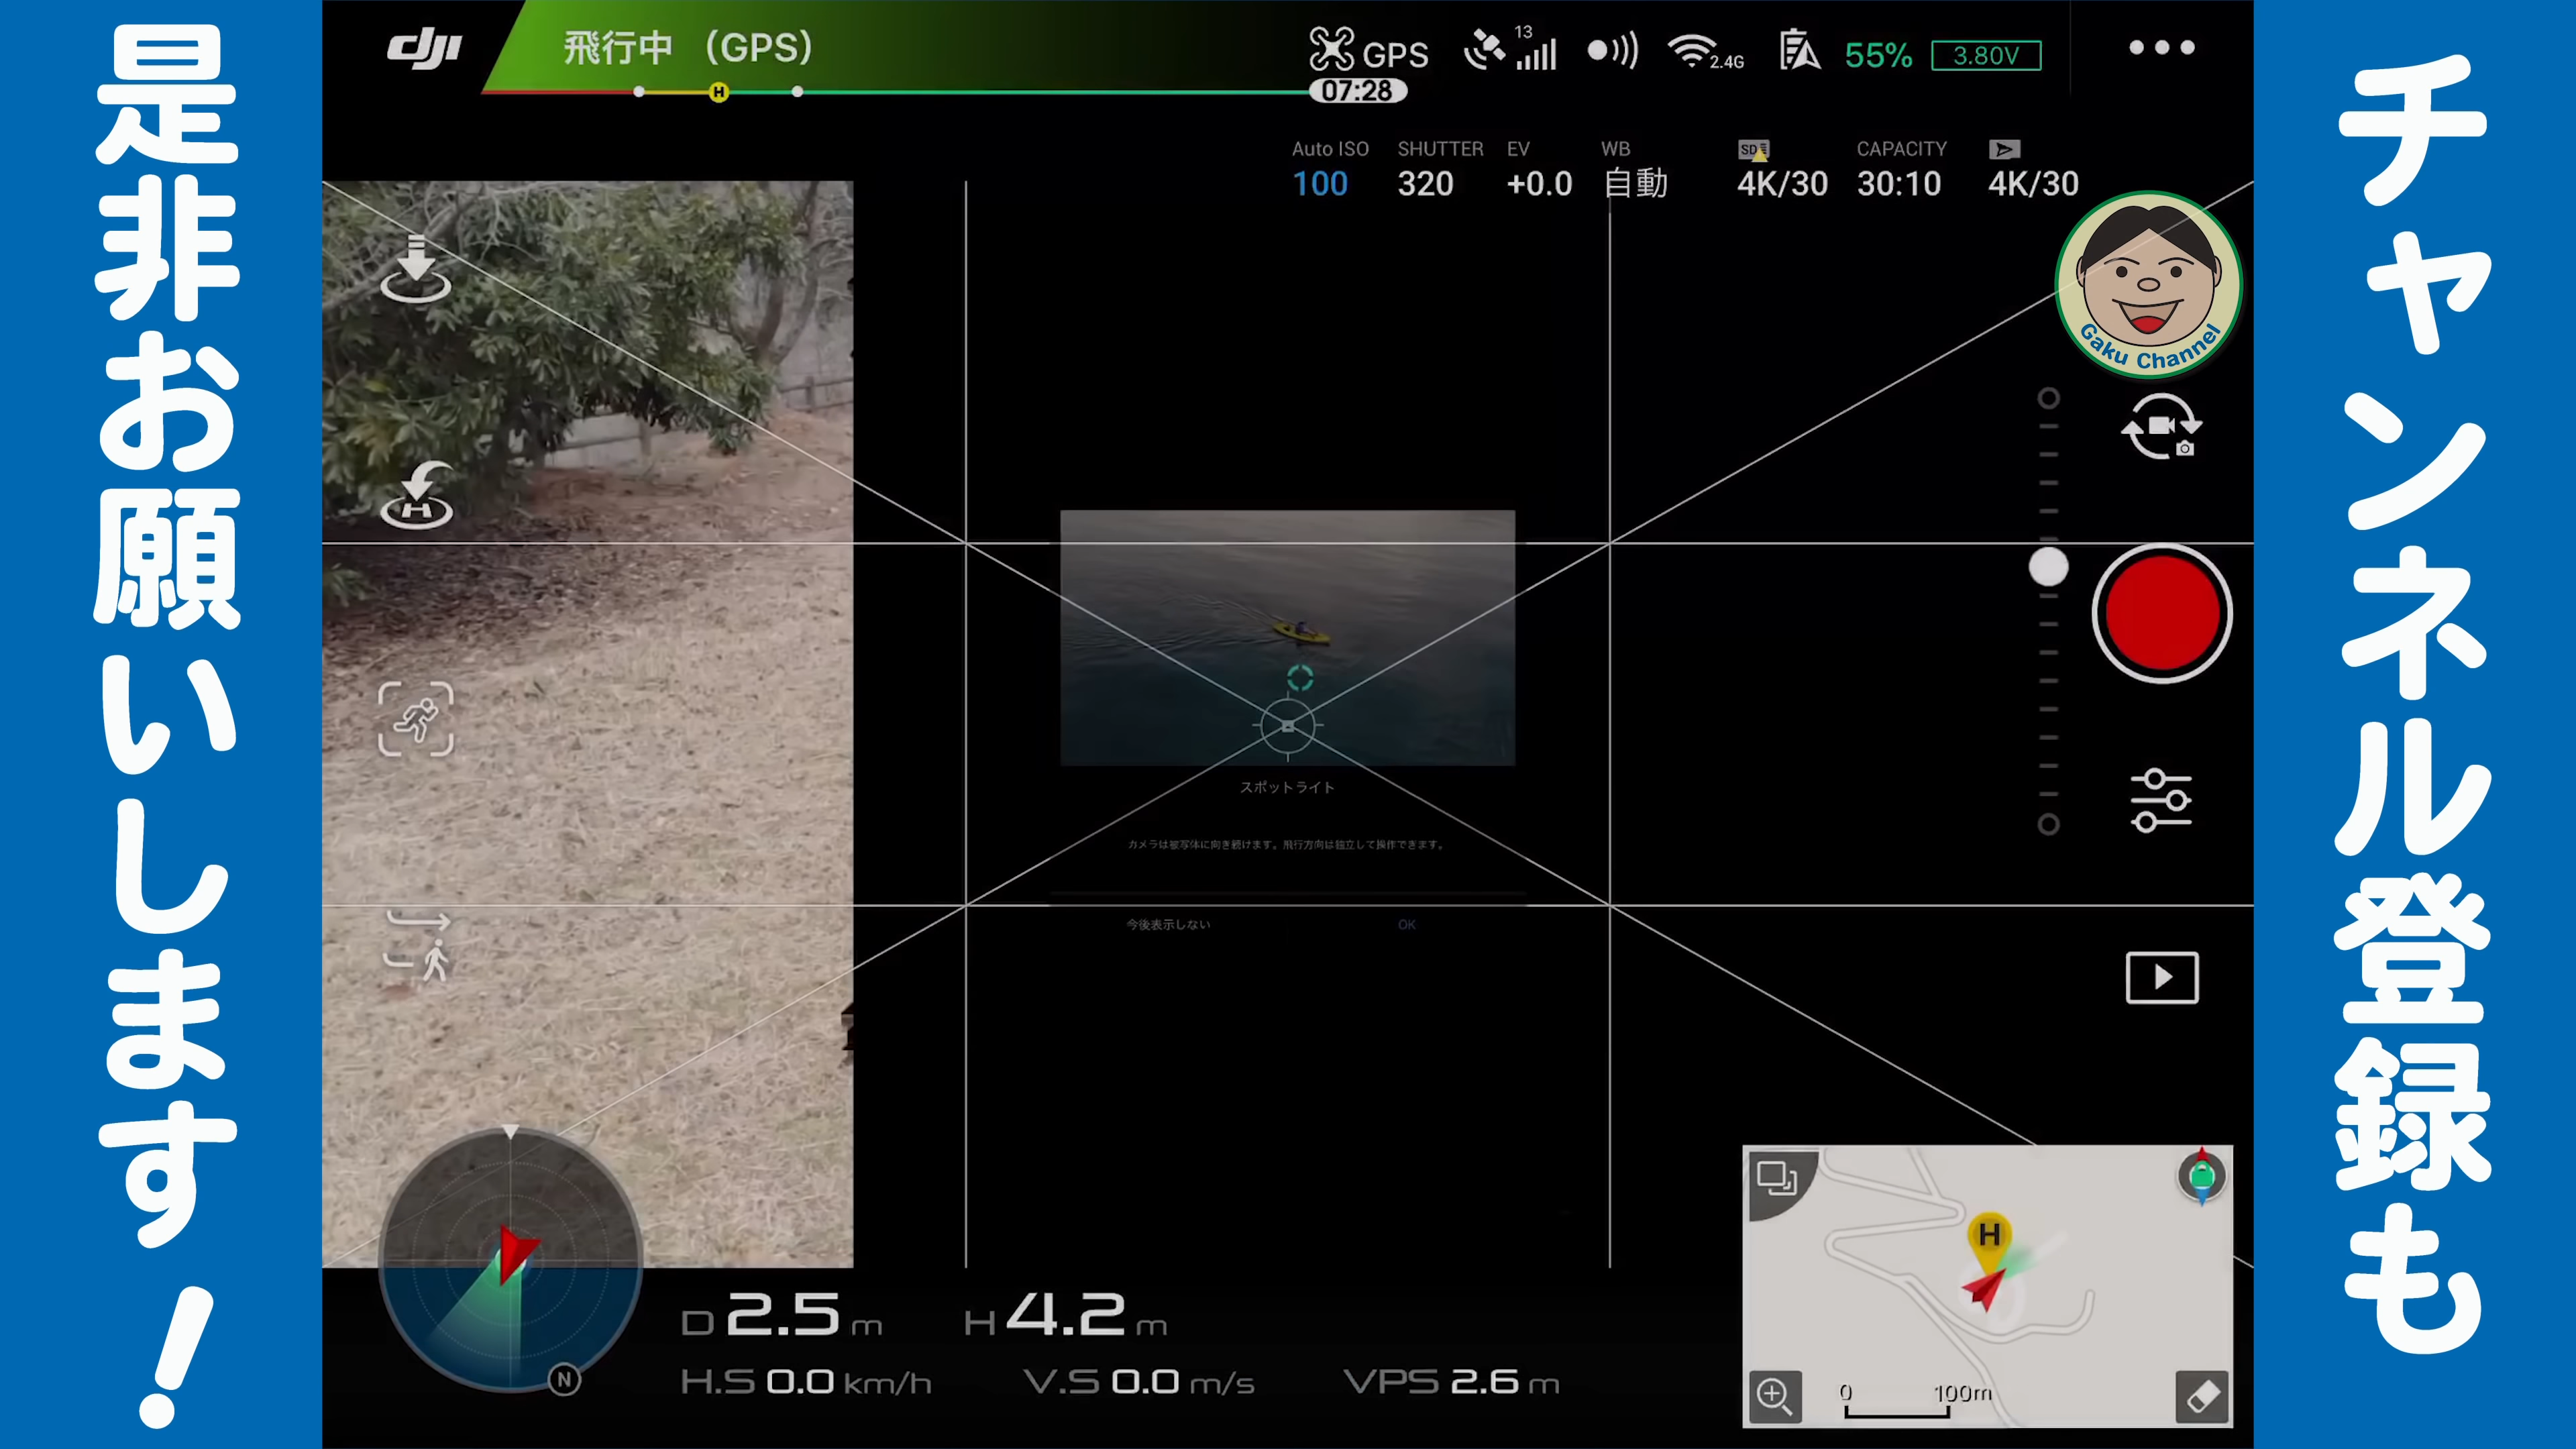 チャンネル登録も
是非お願いします！
dji
飛行中 （GPS）
H
GPS
13
2.4G
55%
3.80V
07:28
Auto ISO
100
SHUTTER
320
EV
+0.0
WB
自動
SD
4K/30
CAPACITY
30:10
4K/30
Gaku Channel
H
スポットライト
カメラは被写体に向き続けます。飛行方向は独立して操作できます。
今後表示しない
OK
N
D 2.5 m
H 4.2 m
H.S 0.0 km/h
V.S 0.0 m/s
VPS 2.6 m
H
0 100m